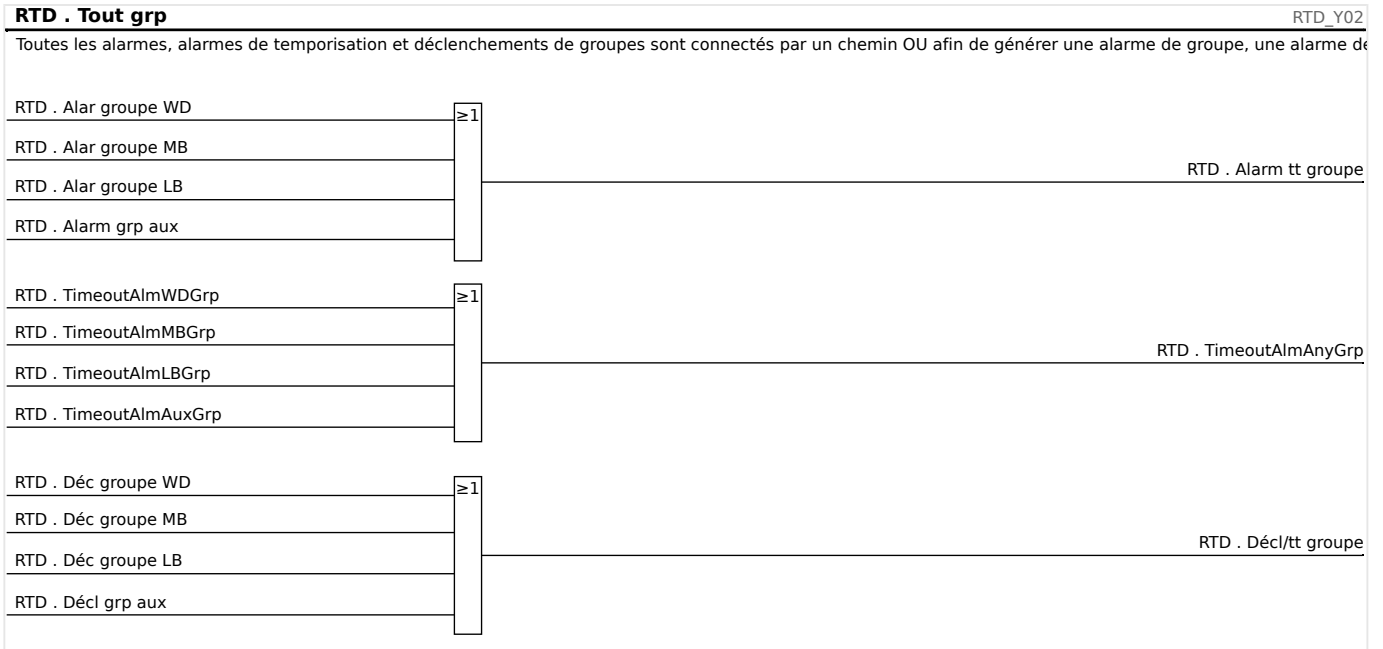 RTD . Tout grp
RTD_Y02
Toutes les alarmes, alarmes de temporisation et déclenchements de groupes sont connectés par un chemin OU afin de générer une alarme de groupe, une alarme de
RTD . Alar groupe WD
≥1
RTD . Alar groupe MB
RTD . Alarm tt groupe
RTD . Alar groupe LB
RTD . Alarm grp aux
RTD . TimeoutAlmWDGrp
≥1
RTD . TimeoutAlmMBGrp
RTD . TimeoutAlmAnyGrp
RTD . TimeoutAlmLBGrp
RTD . TimeoutAlmAuxGrp
RTD . Déc groupe WD
≥1
RTD . Déc groupe MB
RTD . Décl/tt groupe
RTD . Déc groupe LB
RTD . Décl grp aux